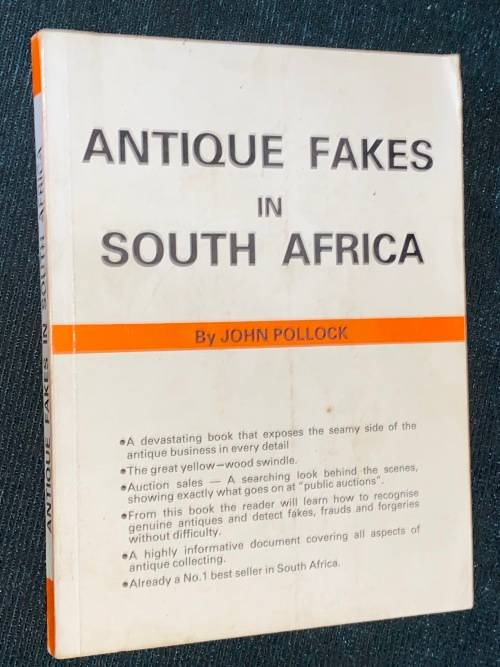 ANTIQUE FAKES
IN
SOUTH AFRICA
By JOHN POLLOCK
•A devastating book that exposes the seamy side of the
antique business in every detail
•The great yellow—wood swindle.
•Auction sales — A searching look behind the scenes,
showing exactly what goes on at "public auctions".
•From this book the reader will learn how to recognise
genuine antiques and detect fakes, frauds and forgeries
without difficulty.
•A highly informative document covering all aspects of
antique collecting.
•Already a No.1 best seller in South Africa.
ANTIQUE FAKES IN SOUTH AFRICA